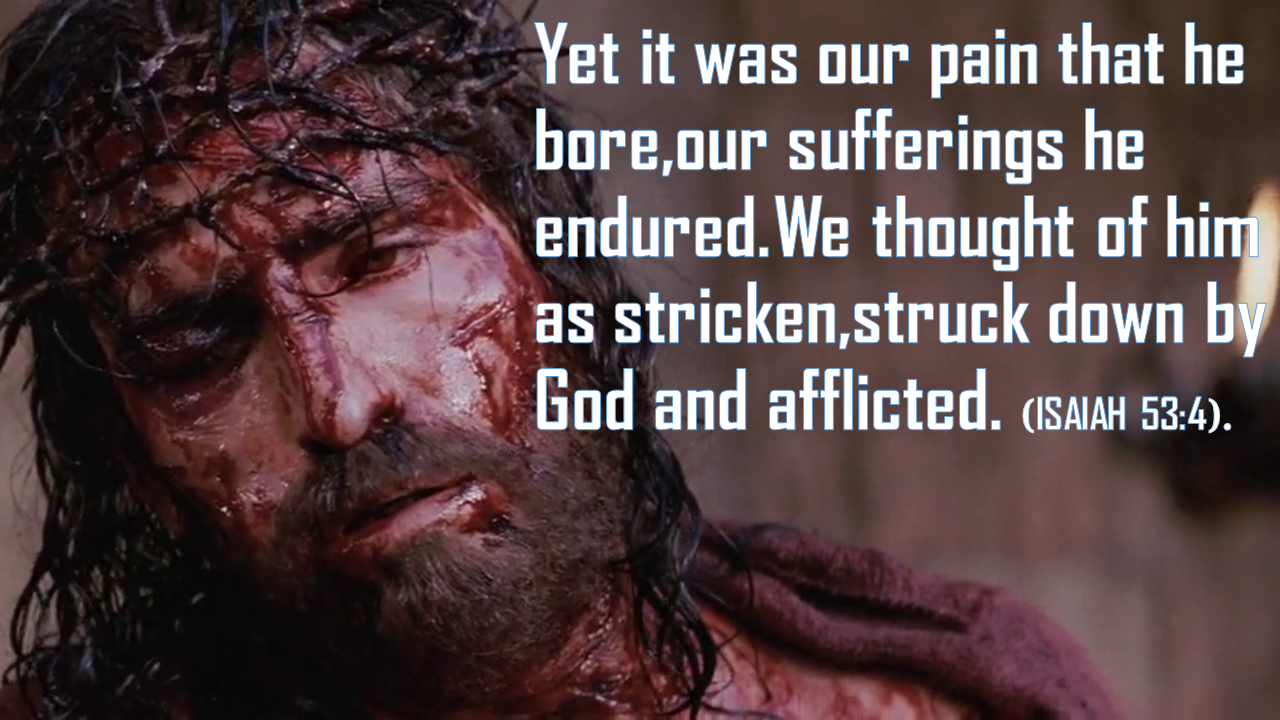 Yet it was our pain that he
bore,our sufferings he
endured.We thought of him
as stricken,struck down by
God and afflicted. (ISAIAH 53:4).